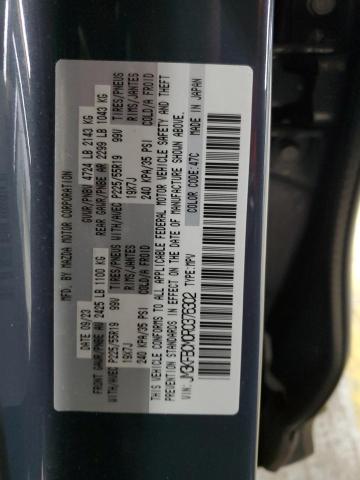 MFD. BY MAZDA MOTOR CORPORATION
DATE: 09/23 GVWR/PNBV 4724 LB 2143 KG
FRONT GAWR/PNBE AV 2425 LB 1100 KG REAR GAWR/PNBE AR 2299 LB 1043 KG
WITH/AVEC P225/55R19 99V TIRES/PNEUS WITH/AVEC P225/55R19 99V TIRES/PNEUS
19X7J RIMS/JANTES 19X7J RIMS/JANTES
240 KPA/35 PSI COLD/A FROID 240 KPA/35 PSI COLD/A FROID
THIS VEHICLE CONFORMS TO ALL APPLICABLE FEDERAL MOTOR VEHICLE SAFETY AND THEFT
PREVENTION STANDARDS IN EFFECT ON THE DATE OF MANUFACTURE SHOWN ABOVE.
TYPE: MPV COLOR CODE: 47C MADE IN JAPAN
VIN: